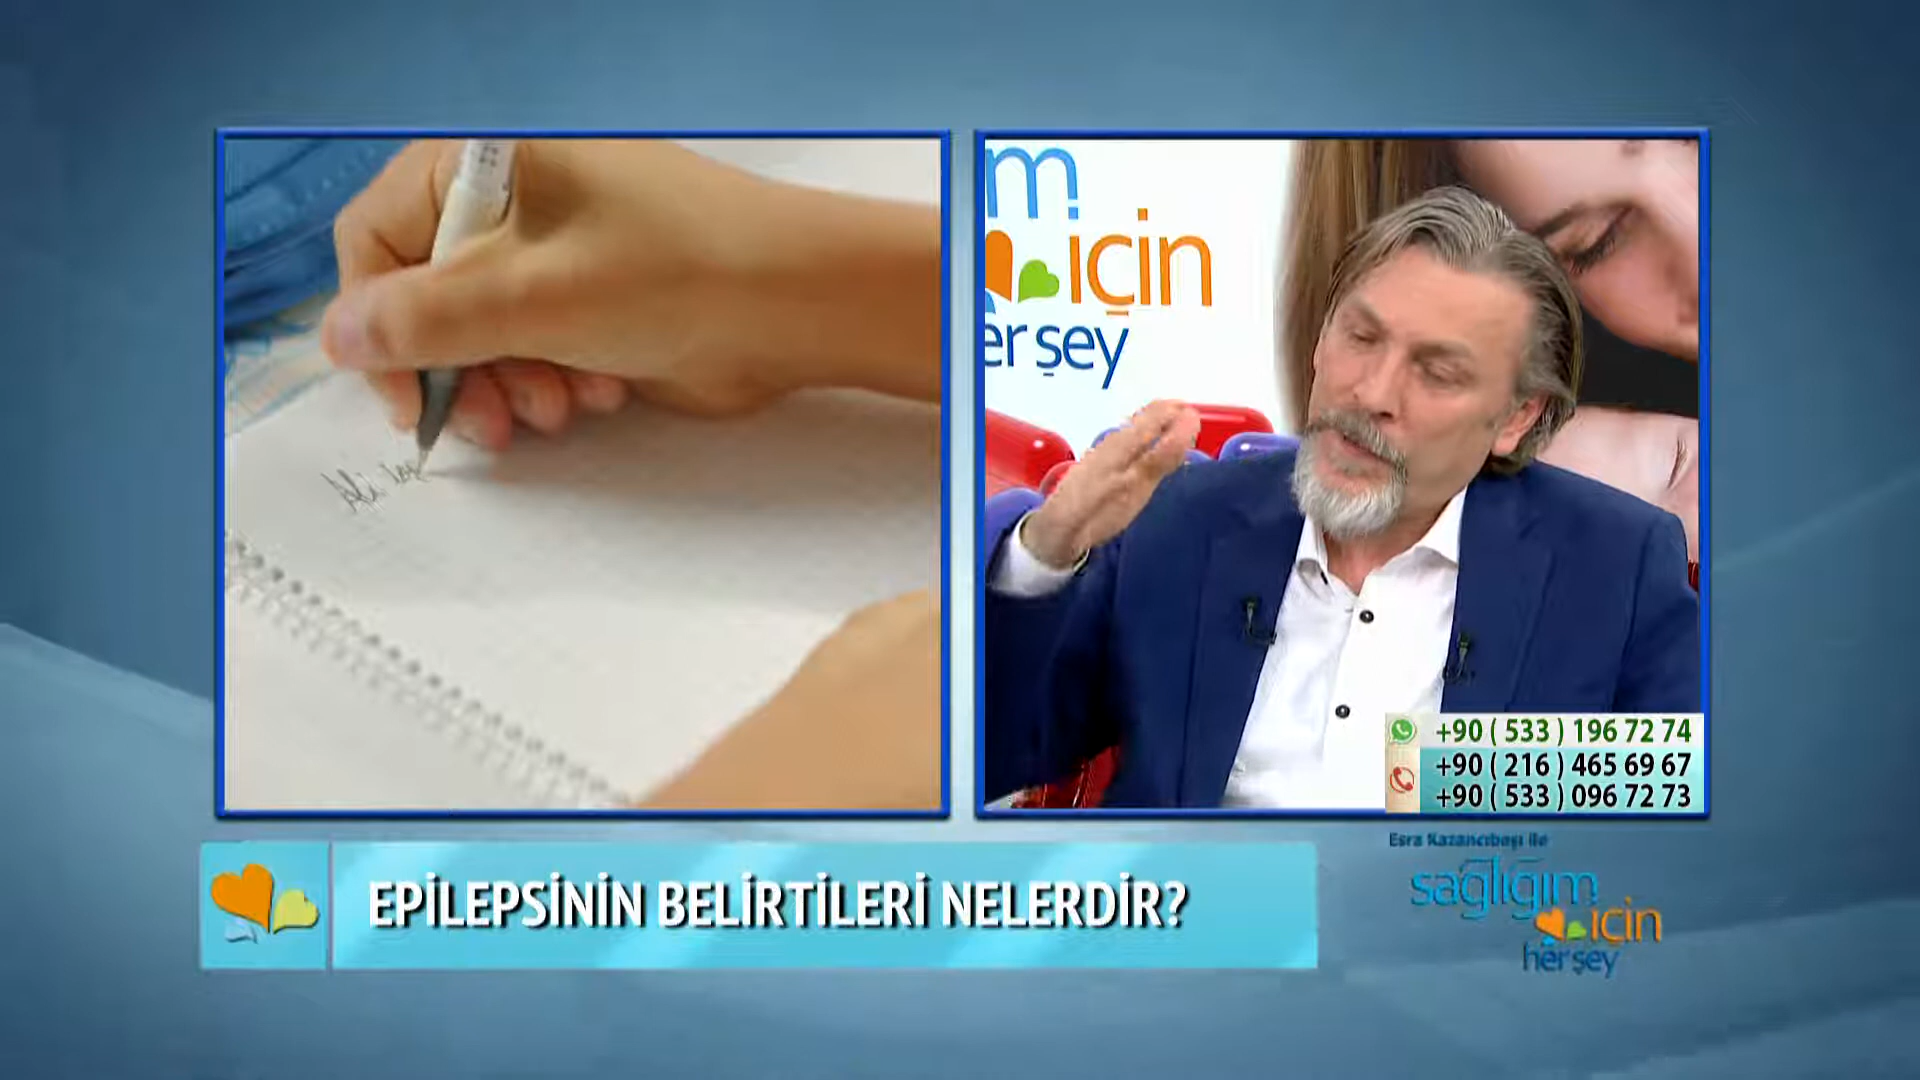 m
için
er şey
+90 ( 533 ) 196 72 74
+90 ( 216 ) 465 69 67
+90 ( 533 ) 096 72 73
EPİLEPSİNİN BELİRTİLERİ NELERDİR?
Esra Kazancıbaşı ile
sağlığım
için
her şey